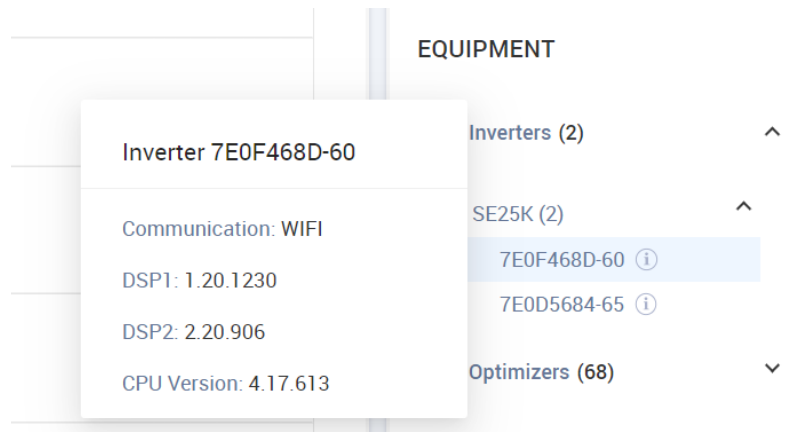 EQUIPMENT
Inverters (2)
SE25K (2)
7E0F468D-60
7E0D5684-65
Optimizers (68)
Inverter 7E0F468D-60
Communication: WIFI
DSP1: 1.20.1230
DSP2: 2.20.906
CPU Version: 4.17.613